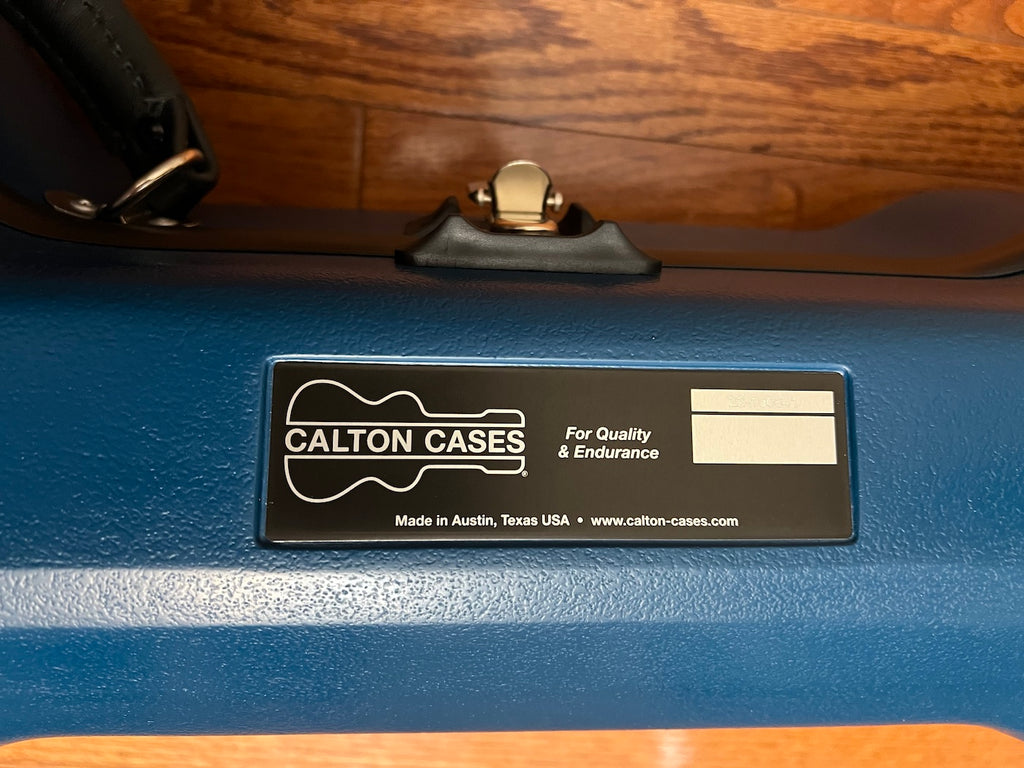 CALTON CASES
®
For Quality
& Endurance
Made in Austin, Texas USA • www.calton-cases.com